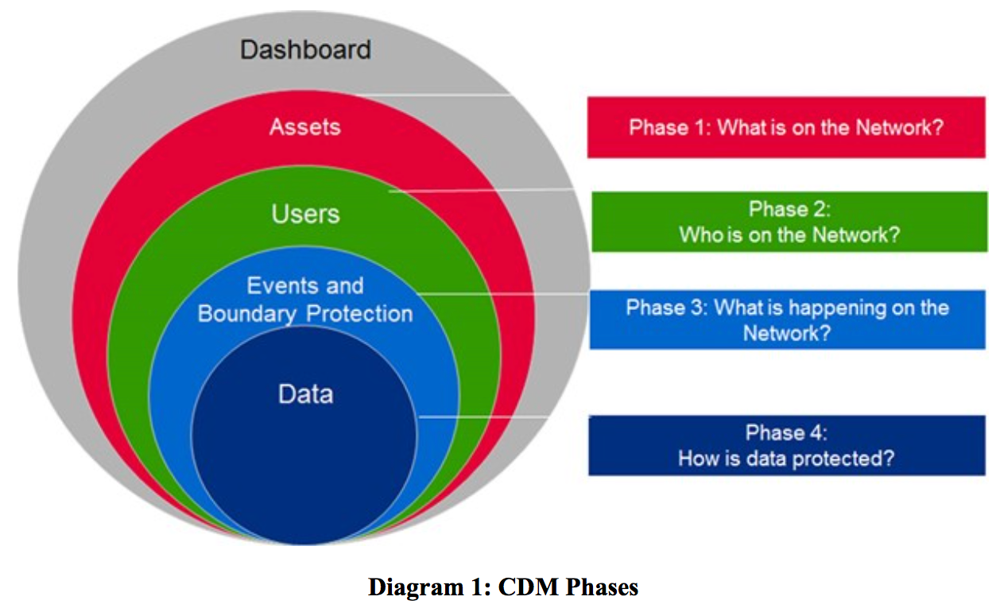 Dashboard
Assets
Phase 1: What is on the Network?
Users
Phase 2:
Who is on the Network?
Events and
Boundary Protection
Phase 3: What is happening on the
Network?
Data
Phase 4:
How is data protected?
Diagram 1: CDM Phases